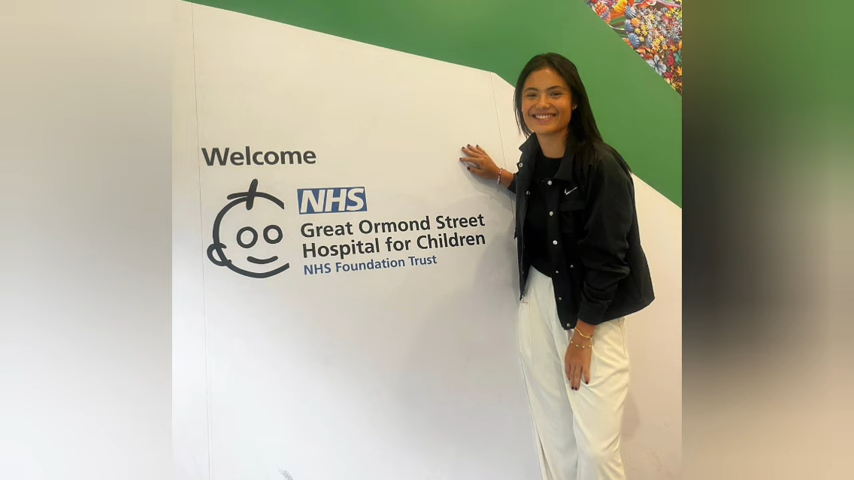 Welcome
NHS
Great Ormond Street
Hospital for Children
NHS Foundation Trust